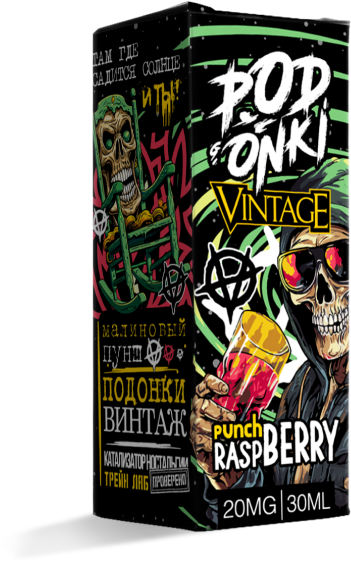 ТАМ ГДЕ
САДИТСЯ СОЛНЦЕ
И ТЫ
МАЛИНОВЫЙ
ПУНШ
ПОДОНКИ
ВИНТАЖ
КАТАЛИЗАТОР НОСТАЛЬГИИ
ТРЕЙН ЛАБ ПРОВЕРЕНО
POD
ONKI
VINTAGE
punch
RASPBERRY
20MG|30ML